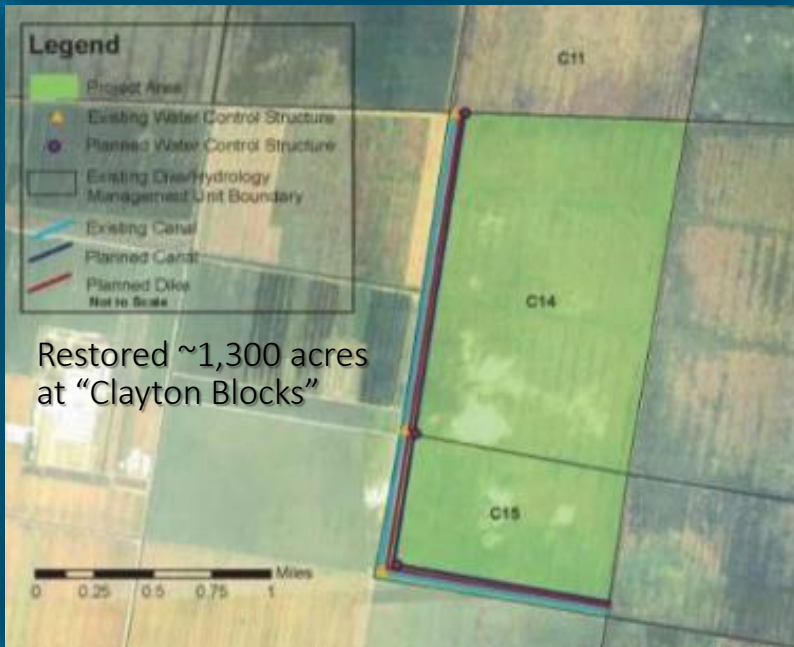 Legend
Project Area
Existing Water Control Structure
Planned Water Control Structure
Existing Dike/Hydrology
Management Unit Boundary
Existing Canal
Planned Canal
Planned Dike
Not to Scale
C11
C14
C15
Restored ~1,300 acres
at “Clayton Blocks”
Miles
0 0.25 0.5 0.75 1